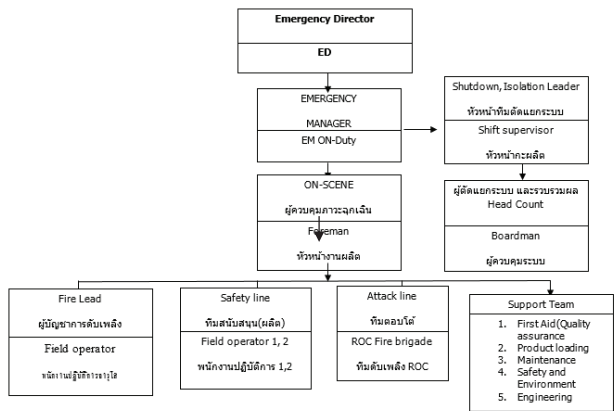 Emergency Director
ED
EMERGENCY
MANAGER
EM ON-Duty
Shutdown, Isolation Leader
หัวหน้าทีมตัดแยกระบบ
Shift supervisor
หัวหน้ากะผลิต
ON-SCENE
ผู้ควบคุมภาวะฉุกเฉิน
Foreman
หัวหน้างานผลิต
ผู้ตัดแยกระบบ และรวบรวมผล
Head Count
Boardman
ผู้ควบคุมระบบ
Fire Lead
ผู้บัญชาการดับเพลิง
Field operator
Safety line
ทีมสนับสนุน(ผลิต)
Field operator 1, 2
พนักงานปฏิบัติการ 1,2
Attack line
ทีมตอบโต้
ROC Fire brigade
ทีมดับเพลิง ROC
Support Team
1. First Aid(Quality
assurance
2. Product loading
3. Maintenance
4. Safety and
Environment
5. Engineering